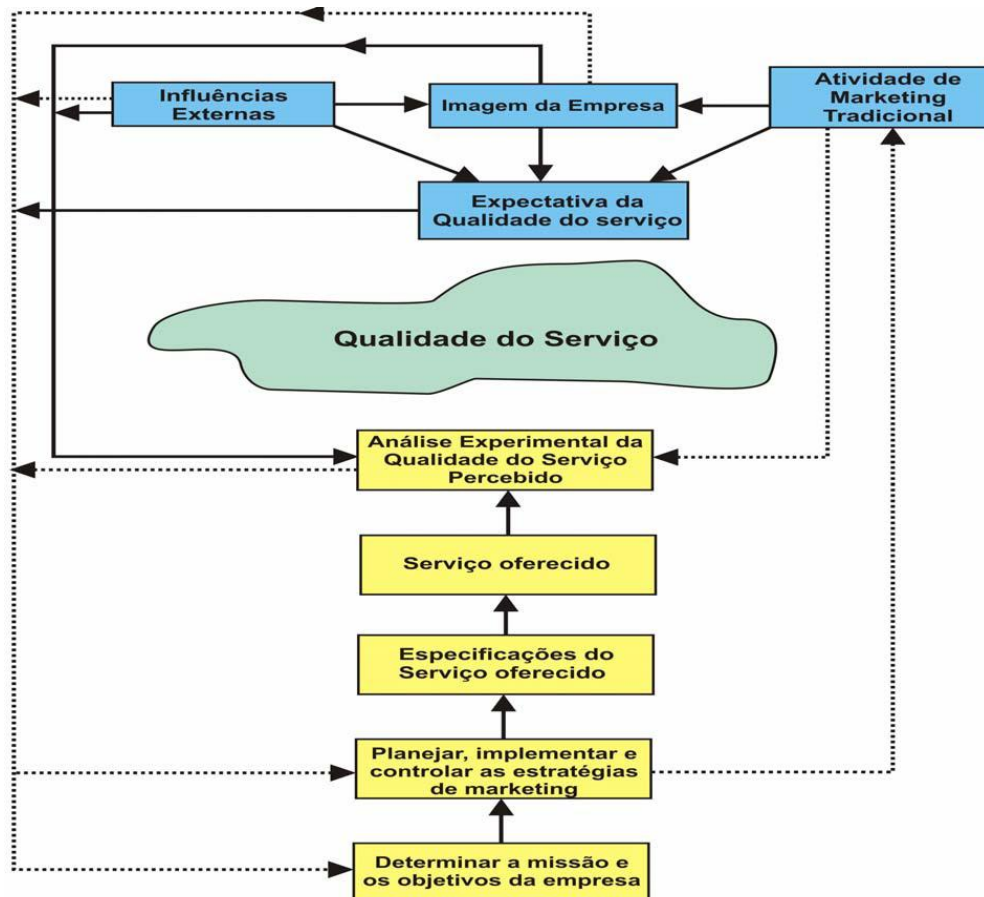 Influências
Externas
Imagem da Empresa
Atividade de
Marketing
Tradicional
Expectativa da
Qualidade do serviço
Qualidade do Serviço
Análise Experimental da
Qualidade do Serviço
Percebido
Serviço oferecido
Especificações do
Serviço oferecido
Planejar, implementar e
controlar as estratégias
de marketing
Determinar a missão e
os objetivos da empresa